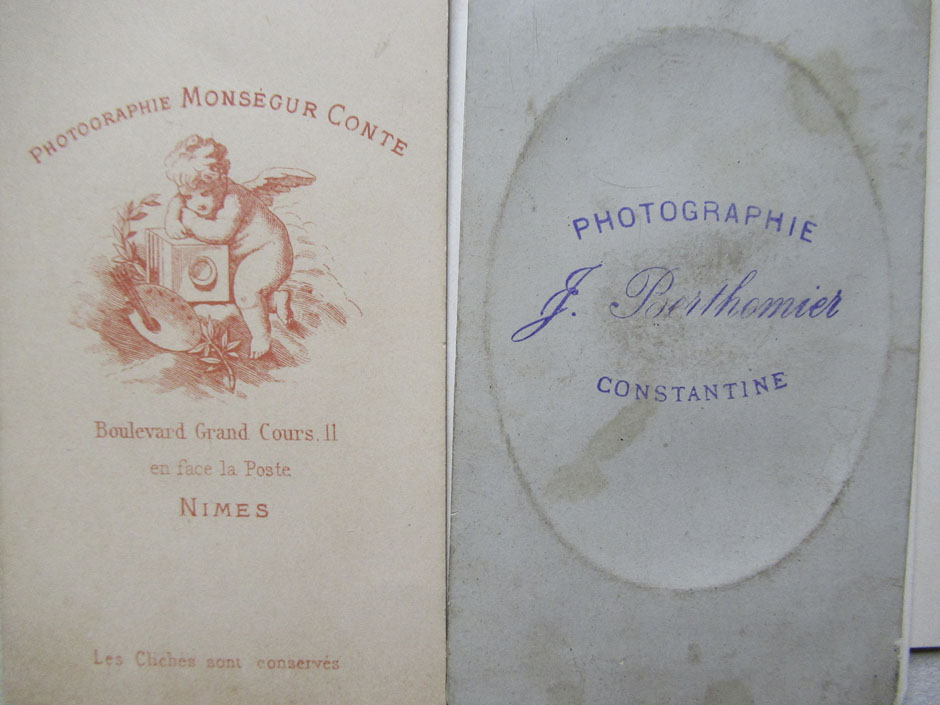 PHOTOGRAPHIE MONSÉGUR CONTE
Boulevard Grand Cours, 11
en face la Poste
NIMES
Les Clichés sont conservés
PHOTOGRAPHIE
J. Berthomier
CONSTANTINE